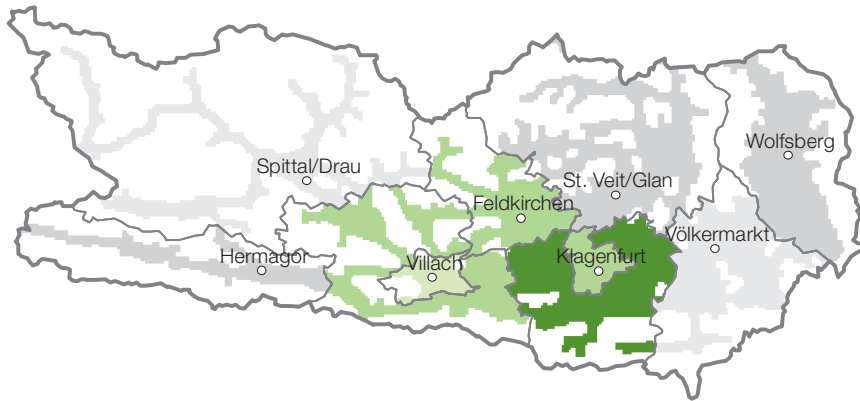 Wolfsberg
Spittal/Drau
St. Veit/Glan
Feldkirchen
Völkermarkt
Hermagor
Villach
Klagenfurt